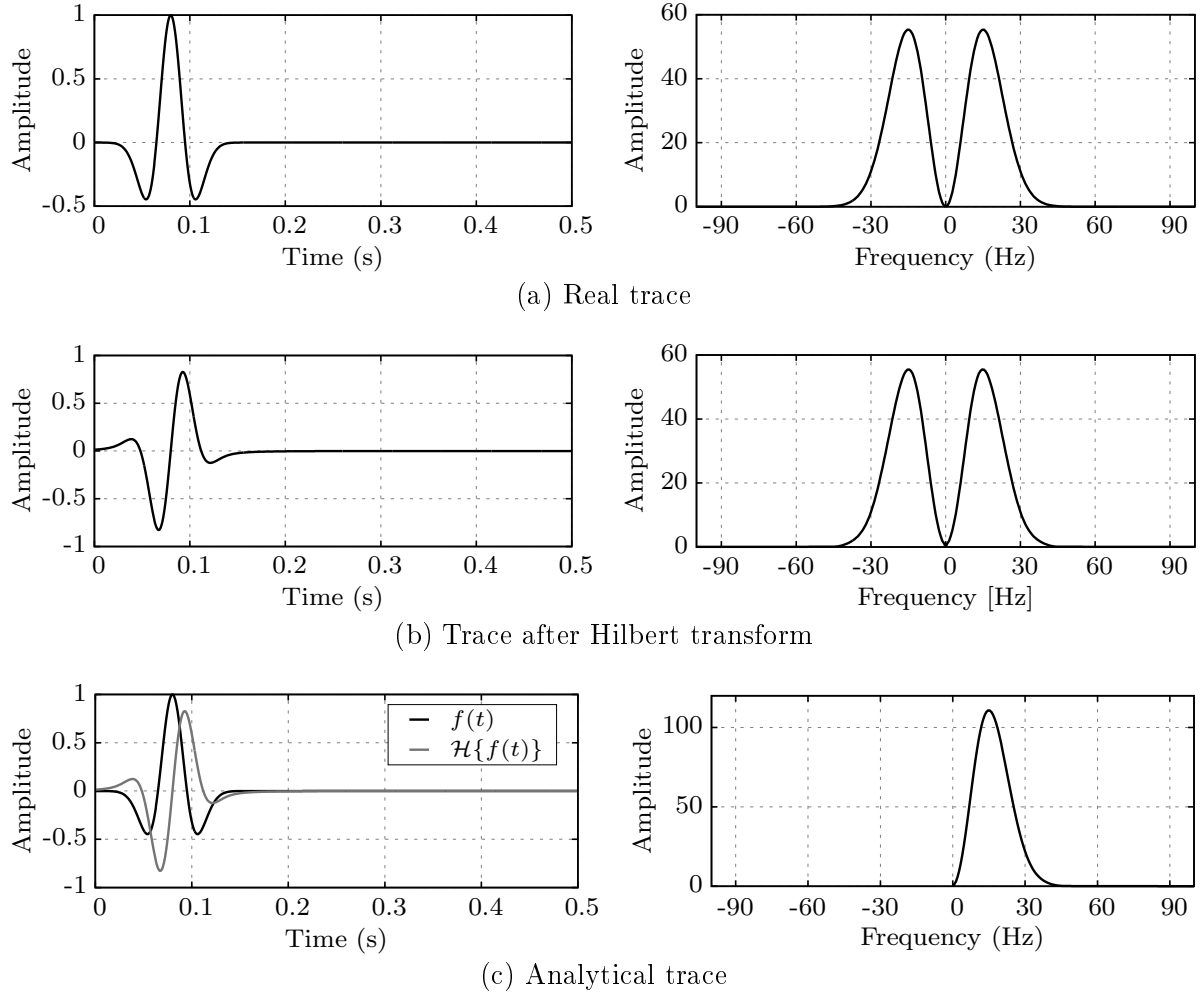 Amplitude
1
0.5
0
-0.5
0 0.1 0.2 0.3 0.4 0.5
Time (s)
Amplitude
60
40
20
0
-90 -60 -30 0 30 60 90
Frequency (Hz)
(a) Real trace
Amplitude
1
0.5
0
-0.5
-1
0 0.1 0.2 0.3 0.4 0.5
Time (s)
Amplitude
60
40
20
0
-90 -60 -30 0 30 60 90
Frequency [Hz]
(b) Trace after Hilbert transform
Amplitude
1
0.5
0
-0.5
-1
0 0.1 0.2 0.3 0.4 0.5
Time (s)
f(t)
ℋ{f(t)}
Amplitude
100
50
0
-90 -60 -30 0 30 60 90
Frequency (Hz)
(c) Analytical trace